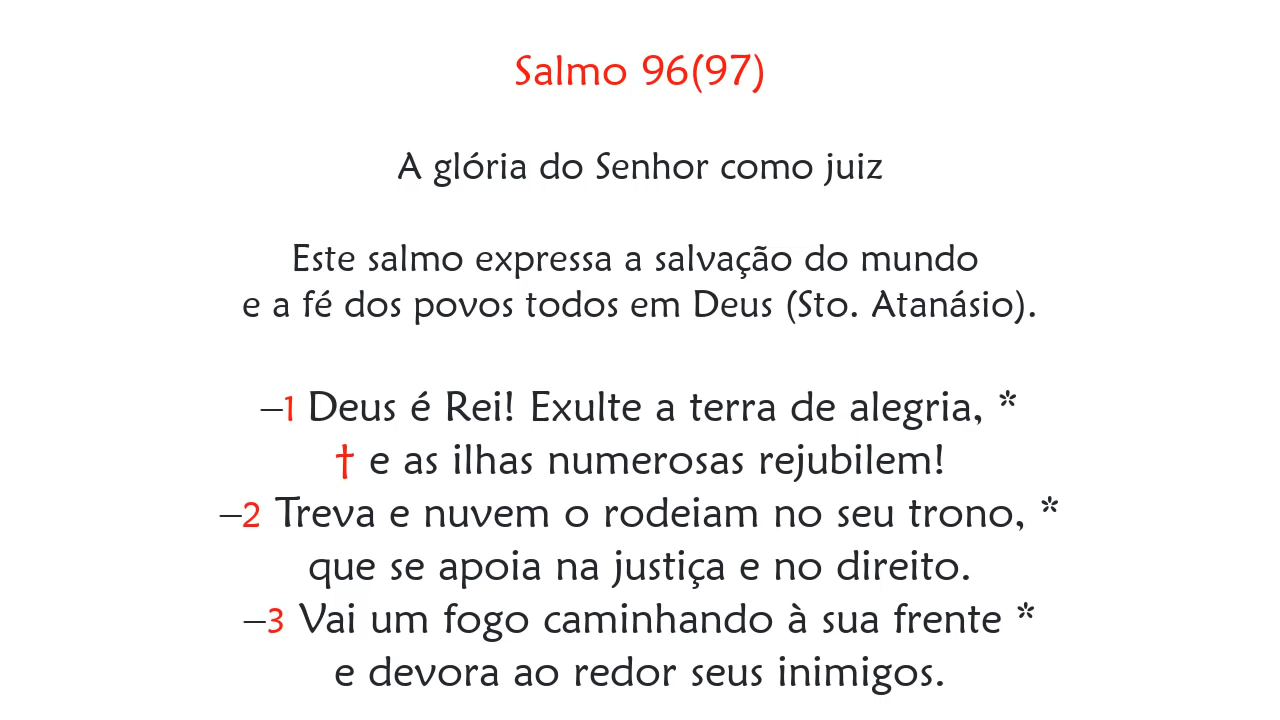 Salmo 96(97)
A glória do Senhor como juiz
Este salmo expressa a salvação do mundo
e a fé dos povos todos em Deus (Sto. Atanásio).
–1 Deus é Rei! Exulte a terra de alegria, *
† e as ilhas numerosas rejubilem!
–2 Treva e nuvem o rodeiam no seu trono, *
que se apoia na justiça e no direito.
–3 Vai um fogo caminhando à sua frente *
e devora ao redor seus inimigos.